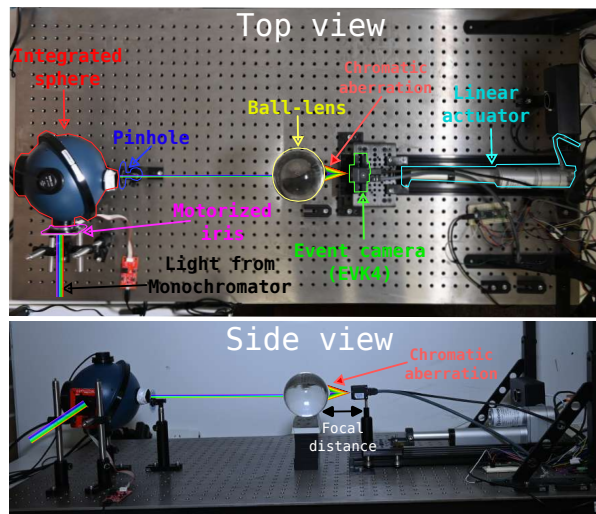 Top view
Integrated
sphere
Chromatic
aberration
Linear
actuator
Ball-lens
Pinhole
Motorized
iris
Event camera
(EVK4)
Light from
Monochromator
Side view
Chromatic
aberration
Focal
distance